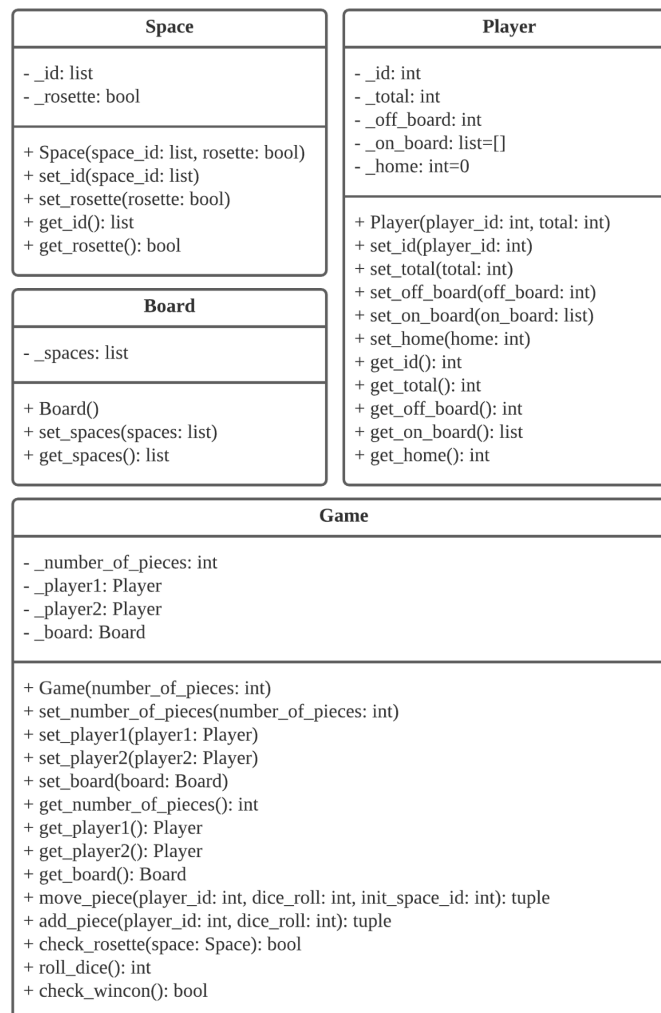 Space
- _id: list
- _rosette: bool
+ Space(space_id: list, rosette: bool)
+ set_id(space_id: list)
+ set_rosette(rosette: bool)
+ get_id(): list
+ get_rosette(): bool
Board
- _spaces: list
+ Board()
+ set_spaces(spaces: list)
+ get_spaces(): list
Player
- _id: int
- _total: int
- _off_board: int
- _on_board: list=[]
- _home: int=0
+ Player(player_id: int, total: int)
+ set_id(player_id: int)
+ set_total(total: int)
+ set_off_board(off_board: int)
+ set_on_board(on_board: list)
+ set_home(home: int)
+ get_id(): int
+ get_total(): int
+ get_off_board(): int
+ get_on_board(): list
+ get_home(): int
Game
- _number_of_pieces: int
- _player1: Player
- _player2: Player
- _board: Board
+ Game(number_of_pieces: int)
+ set_number_of_pieces(number_of_pieces: int)
+ set_player1(player1: Player)
+ set_player2(player2: Player)
+ set_board(board: Board)
+ get_number_of_pieces(): int
+ get_player1(): Player
+ get_player2(): Player
+ get_board(): Board
+ move_piece(player_id: int, dice_roll: int, init_space_id: int): tuple
+ add_piece(player_id: int, dice_roll: int): tuple
+ check_rosette(space: Space): bool
+ roll_dice(): int
+ check_wincon(): bool